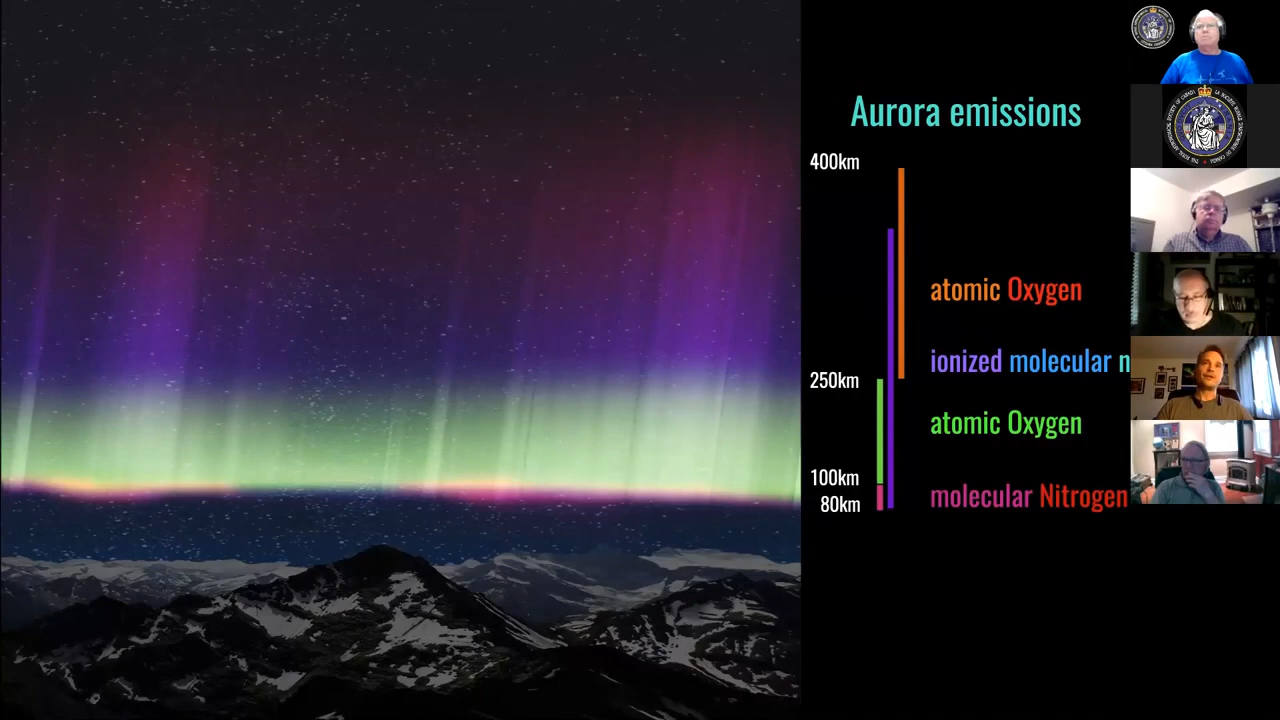 Aurora emissions
400km
atomic Oxygen
ionized molecular n
250km
atomic Oxygen
100km
molecular Nitrogen
80km